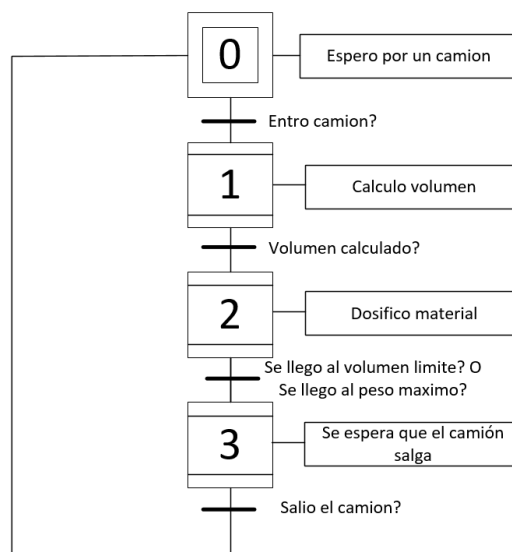 0
Espero por un camion
Entro camion?
1
Calculo volumen
Volumen calculado?
2
Dosifico material
Se llego al volumen limite? O
Se llego al peso maximo?
3
Se espera que el camión
salga
Salio el camion?